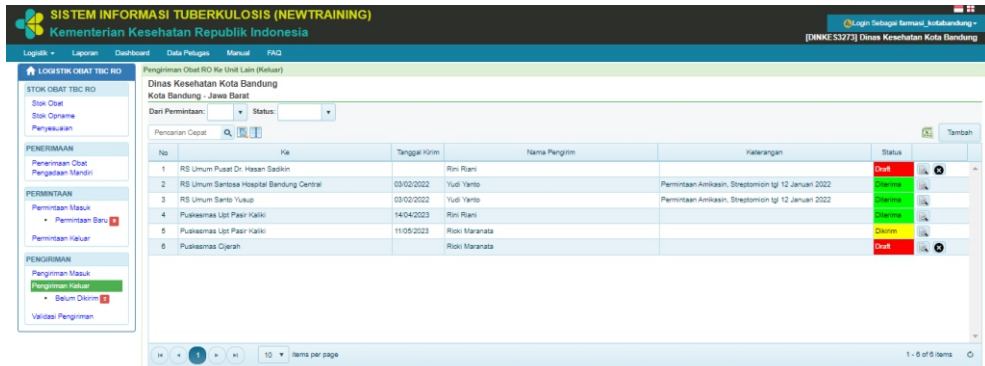 SISTEM INFORMASI TUBERKULOSIS (NEWTRAINING)
Kementerian Kesehatan Republik Indonesia
Login Sebagai farmasi_kotabandung
[DINKES3273] Dinas Kesehatan Kota Bandung
Logistik Laporan Dashboard Data Petugas Manual FAQ
LOGISTIK OBAT TBC RO
STOK OBAT TBC RO
Stok Obat
Stok Opname
Penyesuaian
PENERIMAAN
Penerimaan Obat
Pengadaan Mandiri
PERMINTAAN
Permintaan Masuk
• Permintaan Baru
Permintaan Keluar
PENGIRIMAN
Pengiriman Masuk
Pengiriman Keluar
• Belum Dikirim 2
Validasi Pengiriman
Pengiriman Obat RO Ke Unit Lain (Keluar)
Dinas Kesehatan Kota Bandung
Kota Bandung - Jawa Barat
Dari Permintaan: Status:
Pencarian Cepat Tambah
No Ke Tanggal Kirim Nama Pengirim Keterangan Status
1 RS Umum Pusat Dr. Hasan Sadikin Rini Riani Draft
2 RS Umum Santosa Hospital Bandung Central 03/02/2022 Yudi Yanto Permintaan Amikasin, Streptomicin tgl 12 Januari 2022 Diterima
3 RS Umum Santo Yusup 03/02/2022 Yudi Yanto Permintaan Amikasin, Streptomicin tgl 12 Januari 2022 Diterima
4 Puskesmas Upt Pasir Kaliki 14/04/2023 Rini Riani Diterima
5 Puskesmas Upt Pasir Kaliki 11/05/2023 Ricki Maranata Dikirim
6 Puskesmas Cijerah Ricki Maranata Draft
1 10 items per page 1 - 6 of 6 items